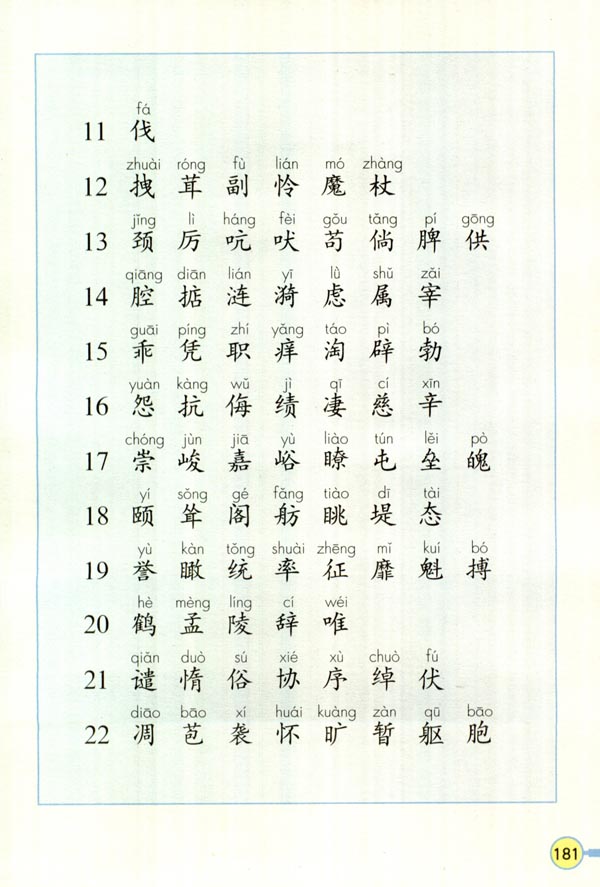 fá
11 伐
zhuài róng fù lián mó zhàng
12 拽 茸 副 怜 魔 杖
jǐng lì háng fèi gǒu tǎng pí gōng
13 颈 厉 吭 吠 苟 倘 脾 供
qiāng diān lián yī lǜ shǔ zǎi
14 腔 掂 涟 漪 虑 属 宰
guāi píng zhí yǎng táo pì bó
15 乖 凭 职 痒 淘 辟 勃
yuàn kàng wǔ jì qī cí xīn
16 怨 抗 侮 绩 凄 慈 辛
chóng jùn jiā yù liào tún lěi pò
17 崇 峻 嘉 峪 瞭 屯 垒 魄
yí sǒng gé fǎng tiào dī tài
18 颐 耸 阁 舫 眺 堤 态
yù kàn tǒng shuài zhēng mǐ kuí bó
19 誉 瞰 统 率 征 靡 魁 搏
hè mèng líng cí wéi
20 鹤 孟 陵 辞 唯
qiǎn duò sú xié xù chuò fú
21 谴 惰 俗 协 序 绰 伏
diāo bāo xí huái kuàng zàn qū bāo
22 凋 芭 袭 怀 旷 暂 躯 胞
181